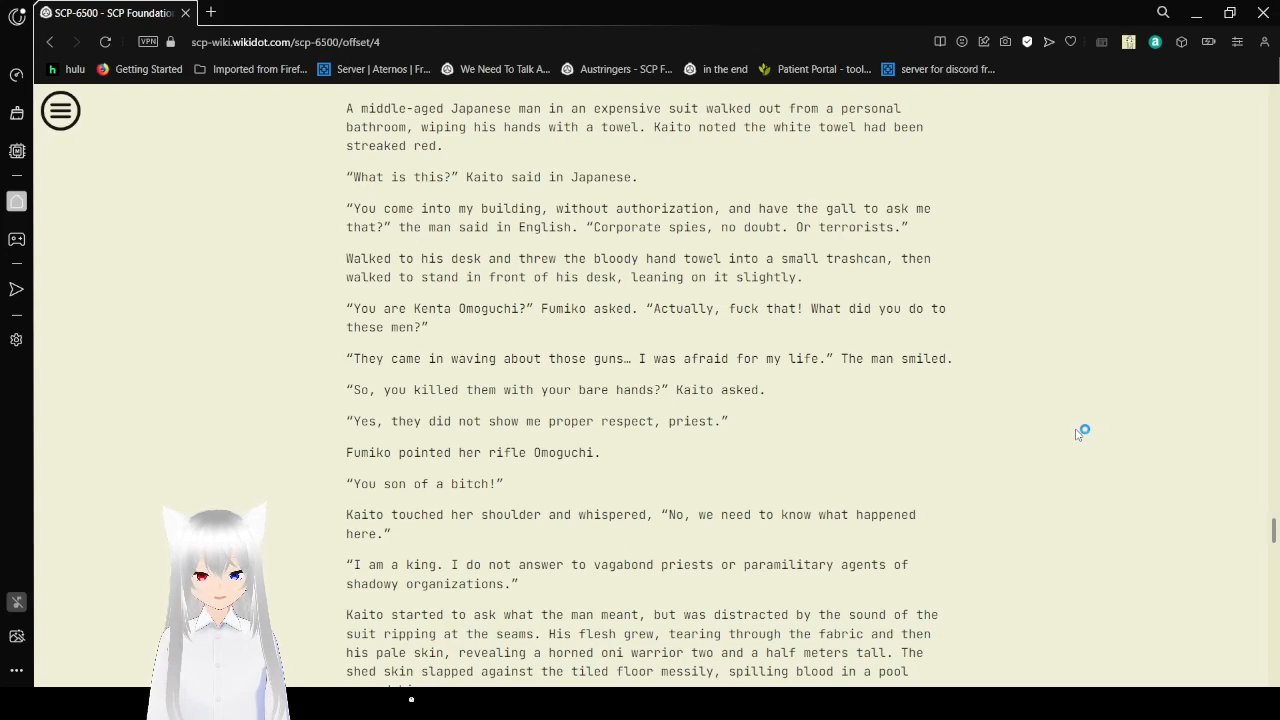 SCP-6500 - SCP Foundatio
VPN
scp-wiki.wikidot.com/scp-6500/offset/4
hulu
Getting Started
Imported from Firef...
Server | Aternos | Fr...
We Need To Talk A...
Austringers - SCP F...
in the end
Patient Portal - tool...
server for discord fr...
A middle-aged Japanese man in an expensive suit walked out from a personal
bathroom, wiping his hands with a towel. Kaito noted the white towel had been
streaked red.
“What is this?” Kaito said in Japanese.
“You come into my building, without authorization, and have the gall to ask me
that?” the man said in English. “Corporate spies, no doubt. Or terrorists.”
Walked to his desk and threw the bloody hand towel into a small trashcan, then
walked to stand in front of his desk, leaning on it slightly.
“You are Kenta Omoguchi?” Fumiko asked. “Actually, fuck that! What did you do to
these men?”
“They came in waving about those guns… I was afraid for my life.” The man smiled.
“So, you killed them with your bare hands?” Kaito asked.
“Yes, they did not show me proper respect, priest.”
Fumiko pointed her rifle Omoguchi.
“You son of a bitch!”
Kaito touched her shoulder and whispered, “No, we need to know what happened
here.”
“I am a king. I do not answer to vagabond priests or paramilitary agents of
shadowy organizations.”
Kaito started to ask what the man meant, but was distracted by the sound of the
suit ripping at the seams. His flesh grew, tearing through the fabric and then
his pale skin, revealing a horned oni warrior two and a half meters tall. The
shed skin slapped against the tiled floor messily, spilling blood in a pool